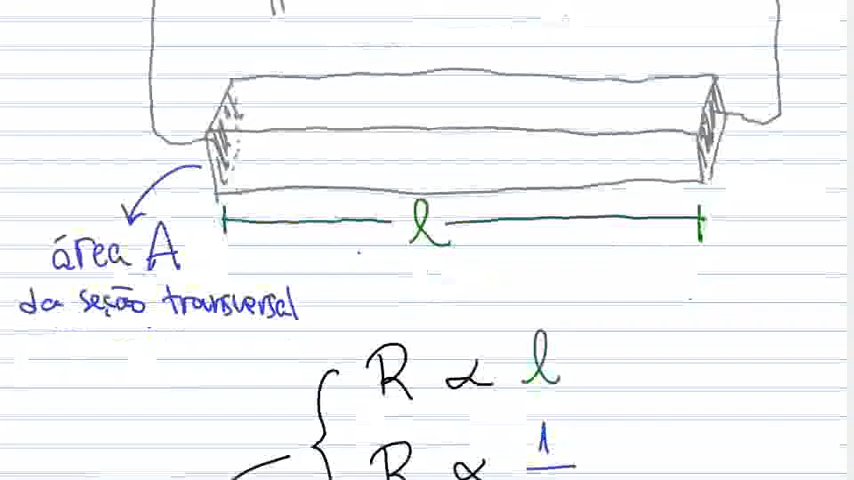 l
área A
da seção transversal
R ∝ l
R ∝ 1